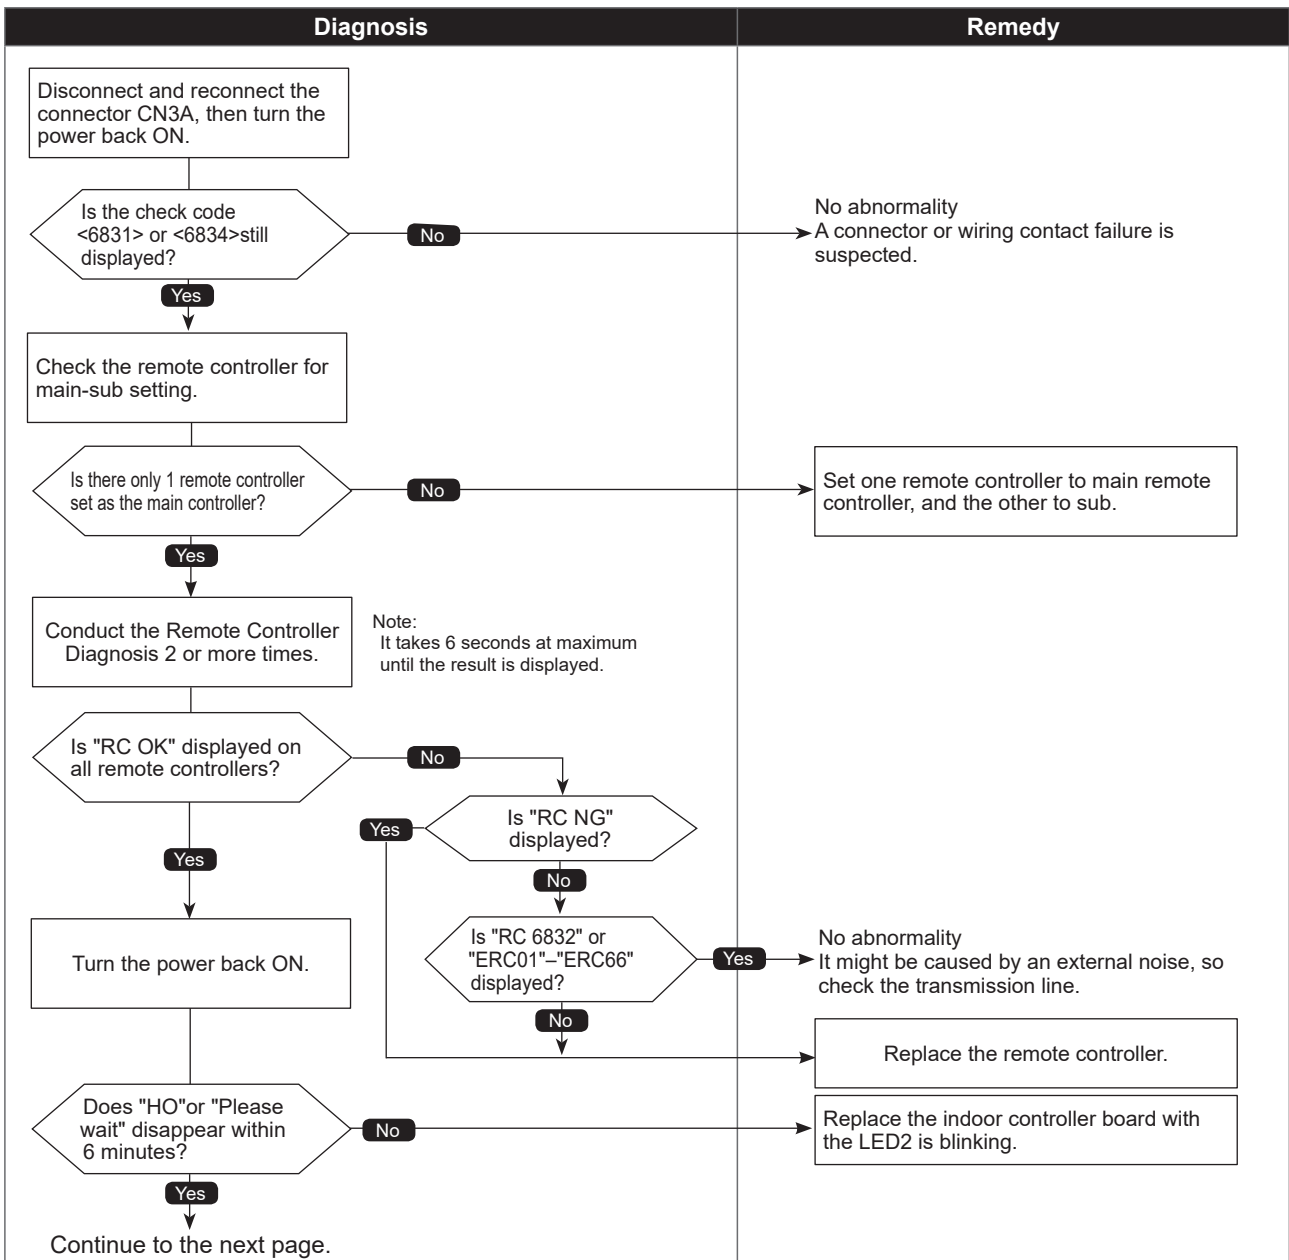 Diagnosis
Remedy
Disconnect and reconnect the
connector CN3A, then turn the
power back ON.
Is the check code
<6831> or <6834>still
displayed?
No
No abnormality
A connector or wiring contact failure is
suspected.
Yes
Check the remote controller for
main-sub setting.
Is there only 1 remote controller
set as the main controller?
No
Set one remote controller to main remote
controller, and the other to sub.
Yes
Conduct the Remote Controller
Diagnosis 2 or more times.
Note:
It takes 6 seconds at maximum
until the result is displayed.
Is "RC OK" displayed on
all remote controllers?
No
Is "RC NG"
displayed?
Yes
Yes
No
Turn the power back ON.
Is "RC 6832" or
"ERC01"–"ERC66"
displayed?
Yes
No abnormality
It might be caused by an external noise, so
check the transmission line.
No
Replace the remote controller.
Does "HO"or "Please
wait" disappear within
6 minutes?
No
Replace the indoor controller board with
the LED2 is blinking.
Yes
Continue to the next page.